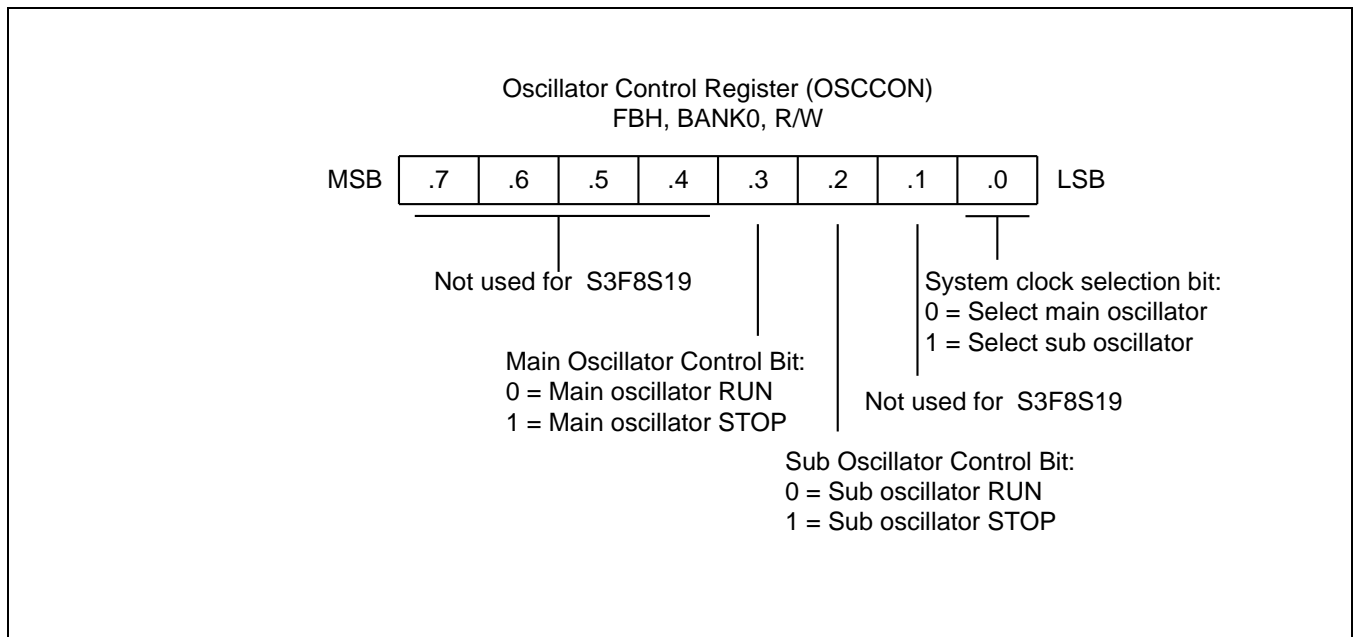 Oscillator Control Register (OSCCON)
FBH, BANK0, R/W
MSB .7 .6 .5 .4 .3 .2 .1 .0 LSB
Not used for S3F8S19
System clock selection bit:
0 = Select main oscillator
1 = Select sub oscillator
Main Oscillator Control Bit:
0 = Main oscillator RUN
1 = Main oscillator STOP
Not used for S3F8S19
Sub Oscillator Control Bit:
0 = Sub oscillator RUN
1 = Sub oscillator STOP